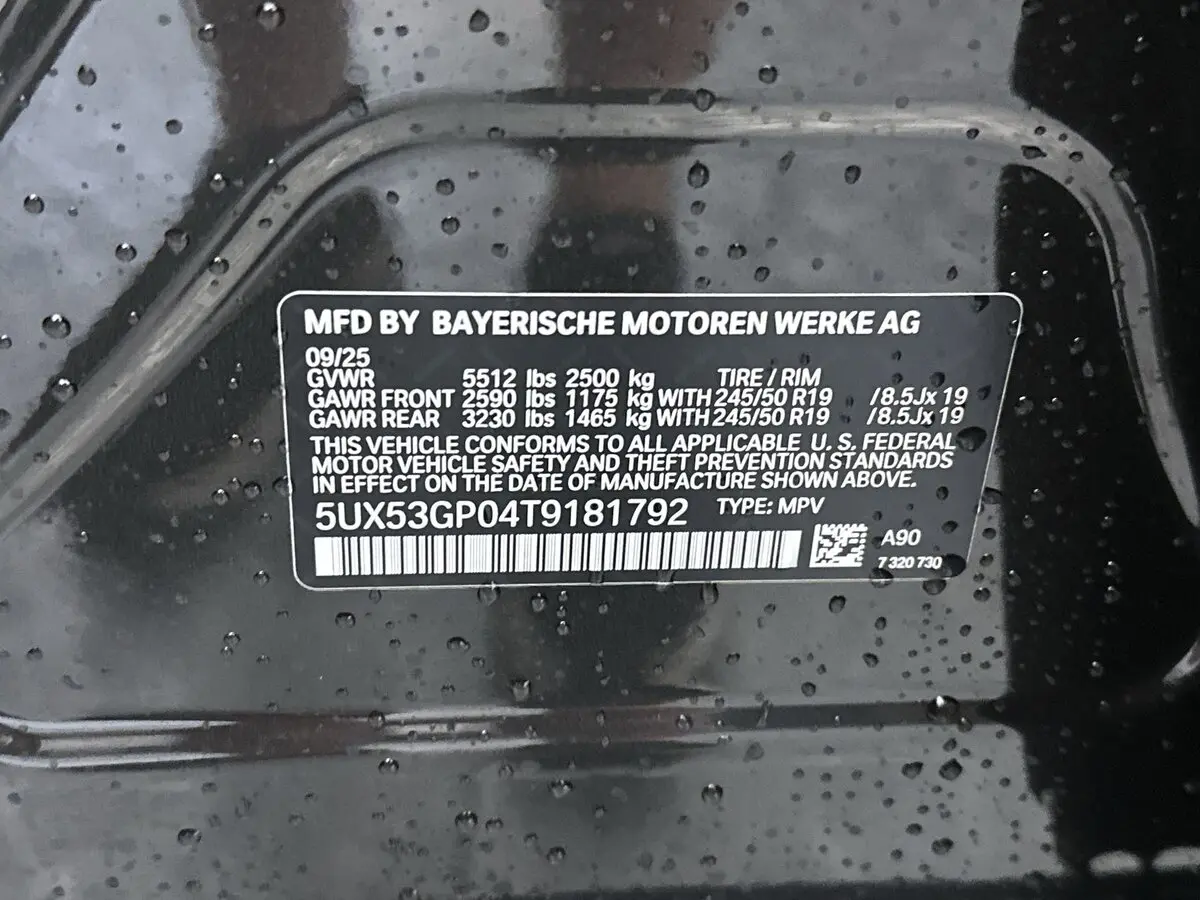 MFD BY BAYERISCHE MOTOREN WERKE AG
09/25
GVWR 5512 lbs 2500 kg TIRE / RIM
GAWR FRONT 2590 lbs 1175 kg WITH 245/50 R19 /8.5Jx 19
GAWR REAR 3230 lbs 1465 kg WITH 245/50 R19 /8.5Jx 19
THIS VEHICLE CONFORMS TO ALL APPLICABLE U. S. FEDERAL
MOTOR VEHICLE SAFETY AND THEFT PREVENTION STANDARDS
IN EFFECT ON THE DATE OF MANUFACTURE SHOWN ABOVE.
5UX53GP04T9181792 TYPE: MPV
A90
7 320 730